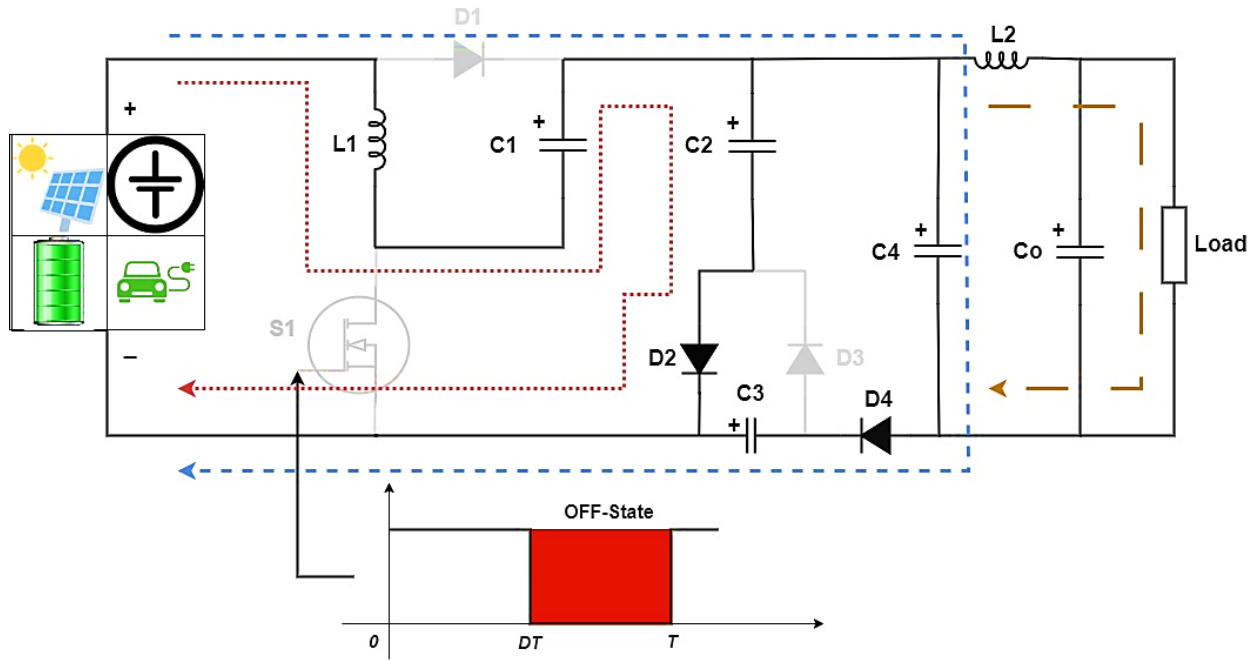 D1
L2
+
L1
C1
+
C2
+
C4
+
Co
+
Load
S1
–
D2
D3
C3
+
D4
OFF-State
0
DT
T